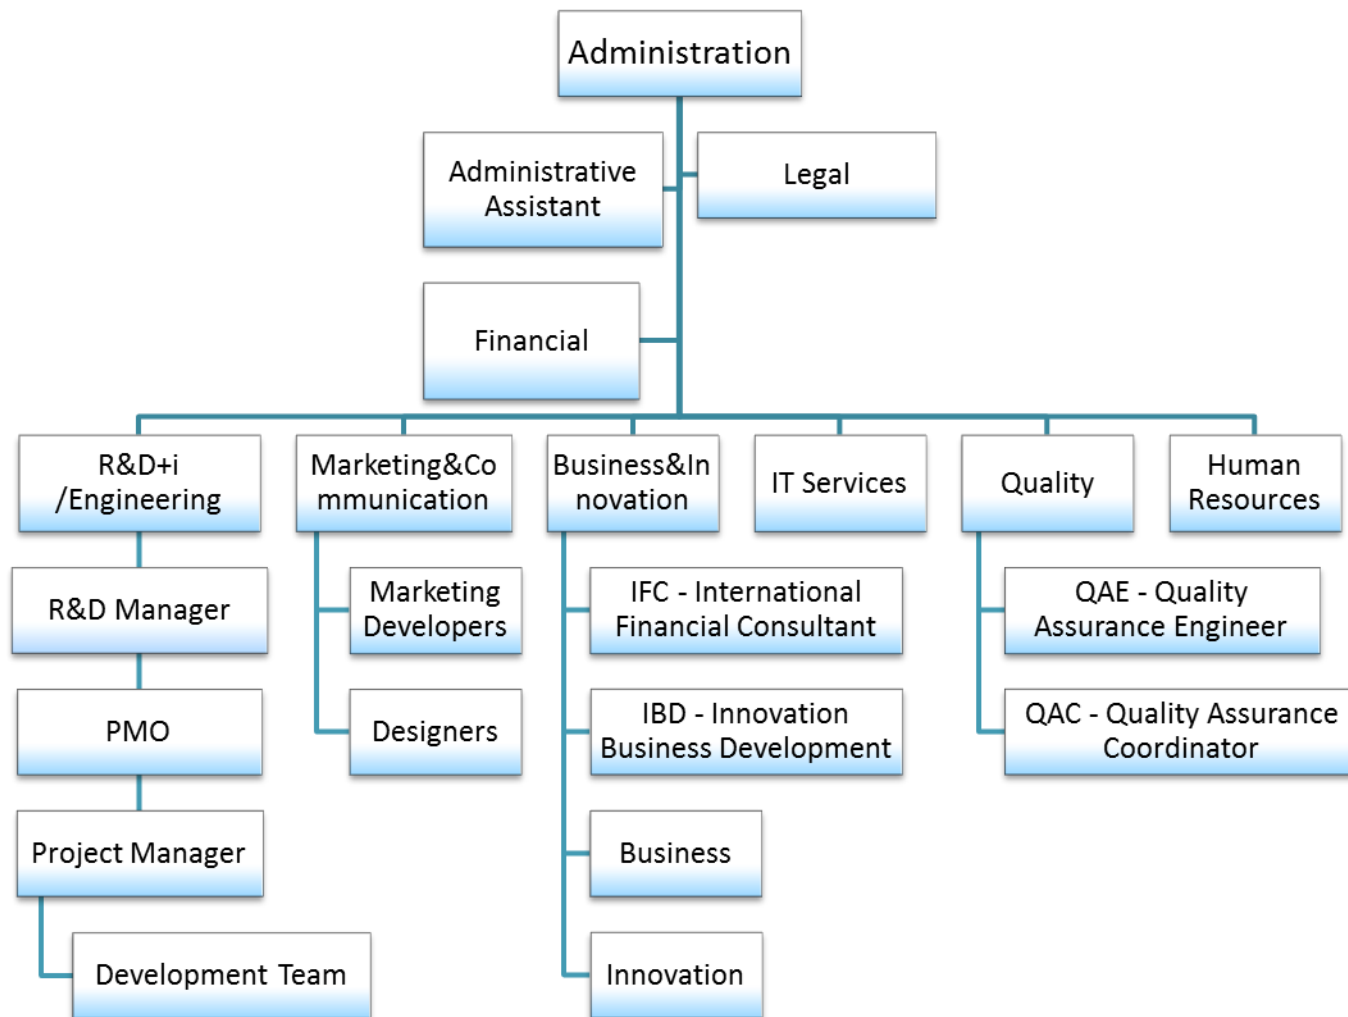 Administration
Administrative
Assistant
Legal
Financial
R&D+i
/Engineering
Marketing&Co
mmunication
Business&In
novation
IT Services
Quality
Human
Resources
R&D Manager
Marketing
Developers
IFC - International
Financial Consultant
QAE - Quality
Assurance Engineer
PMO
Designers
IBD - Innovation
Business Development
QAC - Quality Assurance
Coordinator
Project Manager
Business
Development Team
Innovation